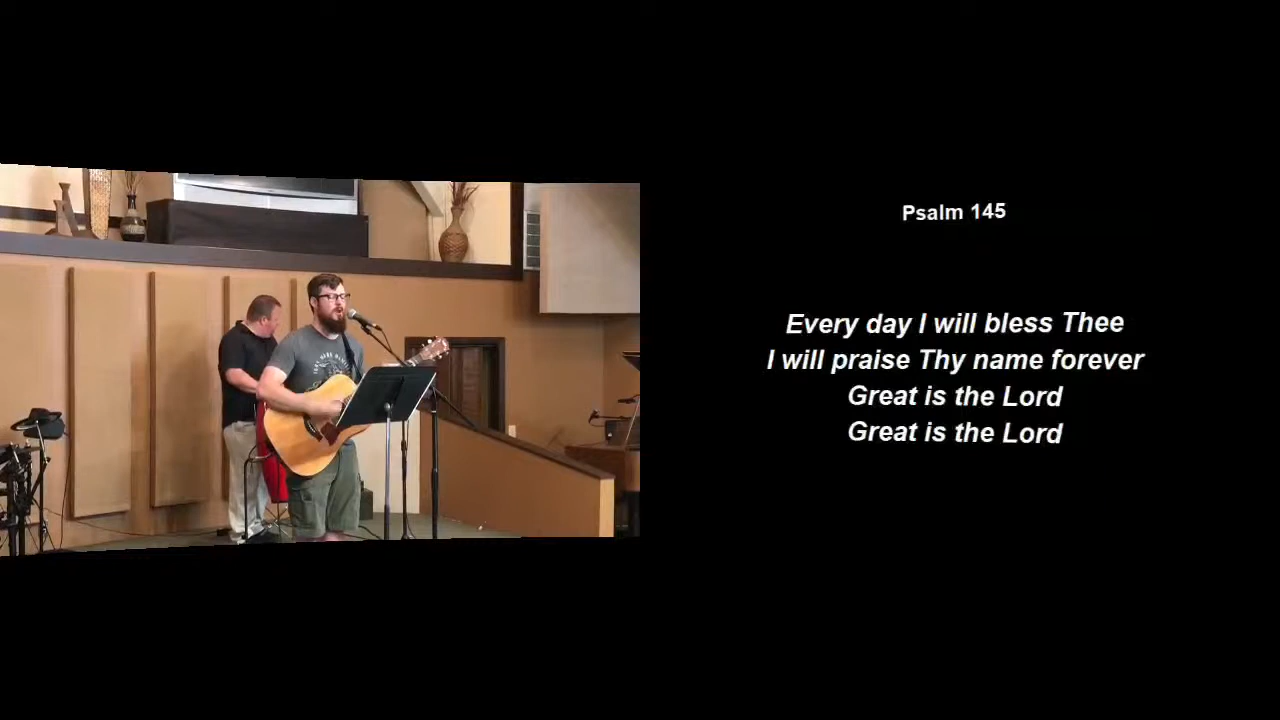 Psalm 145
Every day I will bless Thee
I will praise Thy name forever
Great is the Lord
Great is the Lord